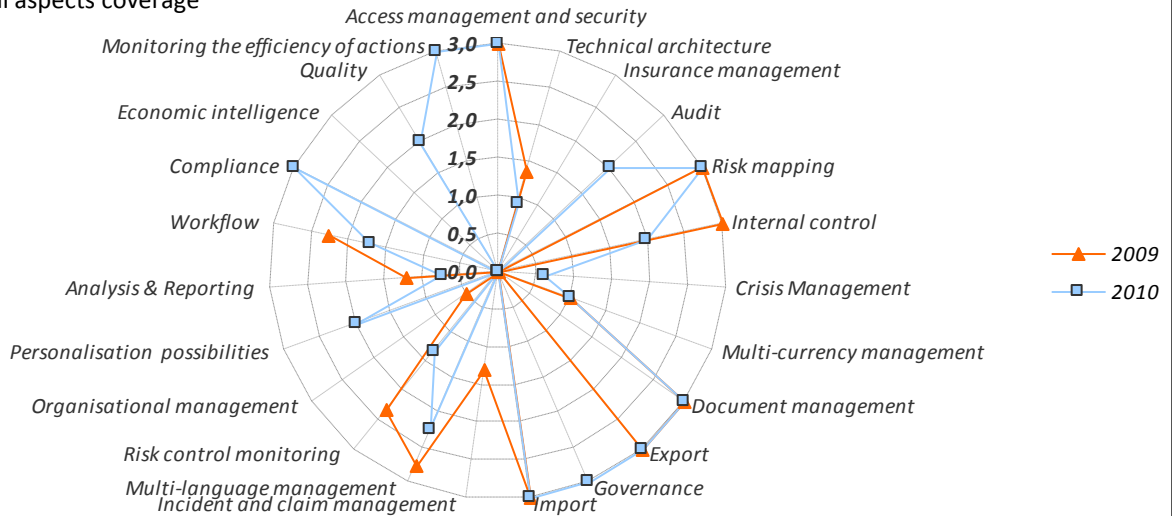 l aspects coverage
Access management and security
Monitoring the efficiency of actions
3,0
Technical architecture
Quality
Insurance management
2,5
Economic intelligence
Audit
2,0
Compliance
1,5
Risk mapping
1,0
Workflow
Internal control
0,5
2009
0,0
Analysis & Reporting
Crisis Management
2010
Personalisation possibilities
Multi-currency management
Organisational management
Document management
Risk control monitoring
Export
Multi-language management
Governance
Incident and claim management
Import